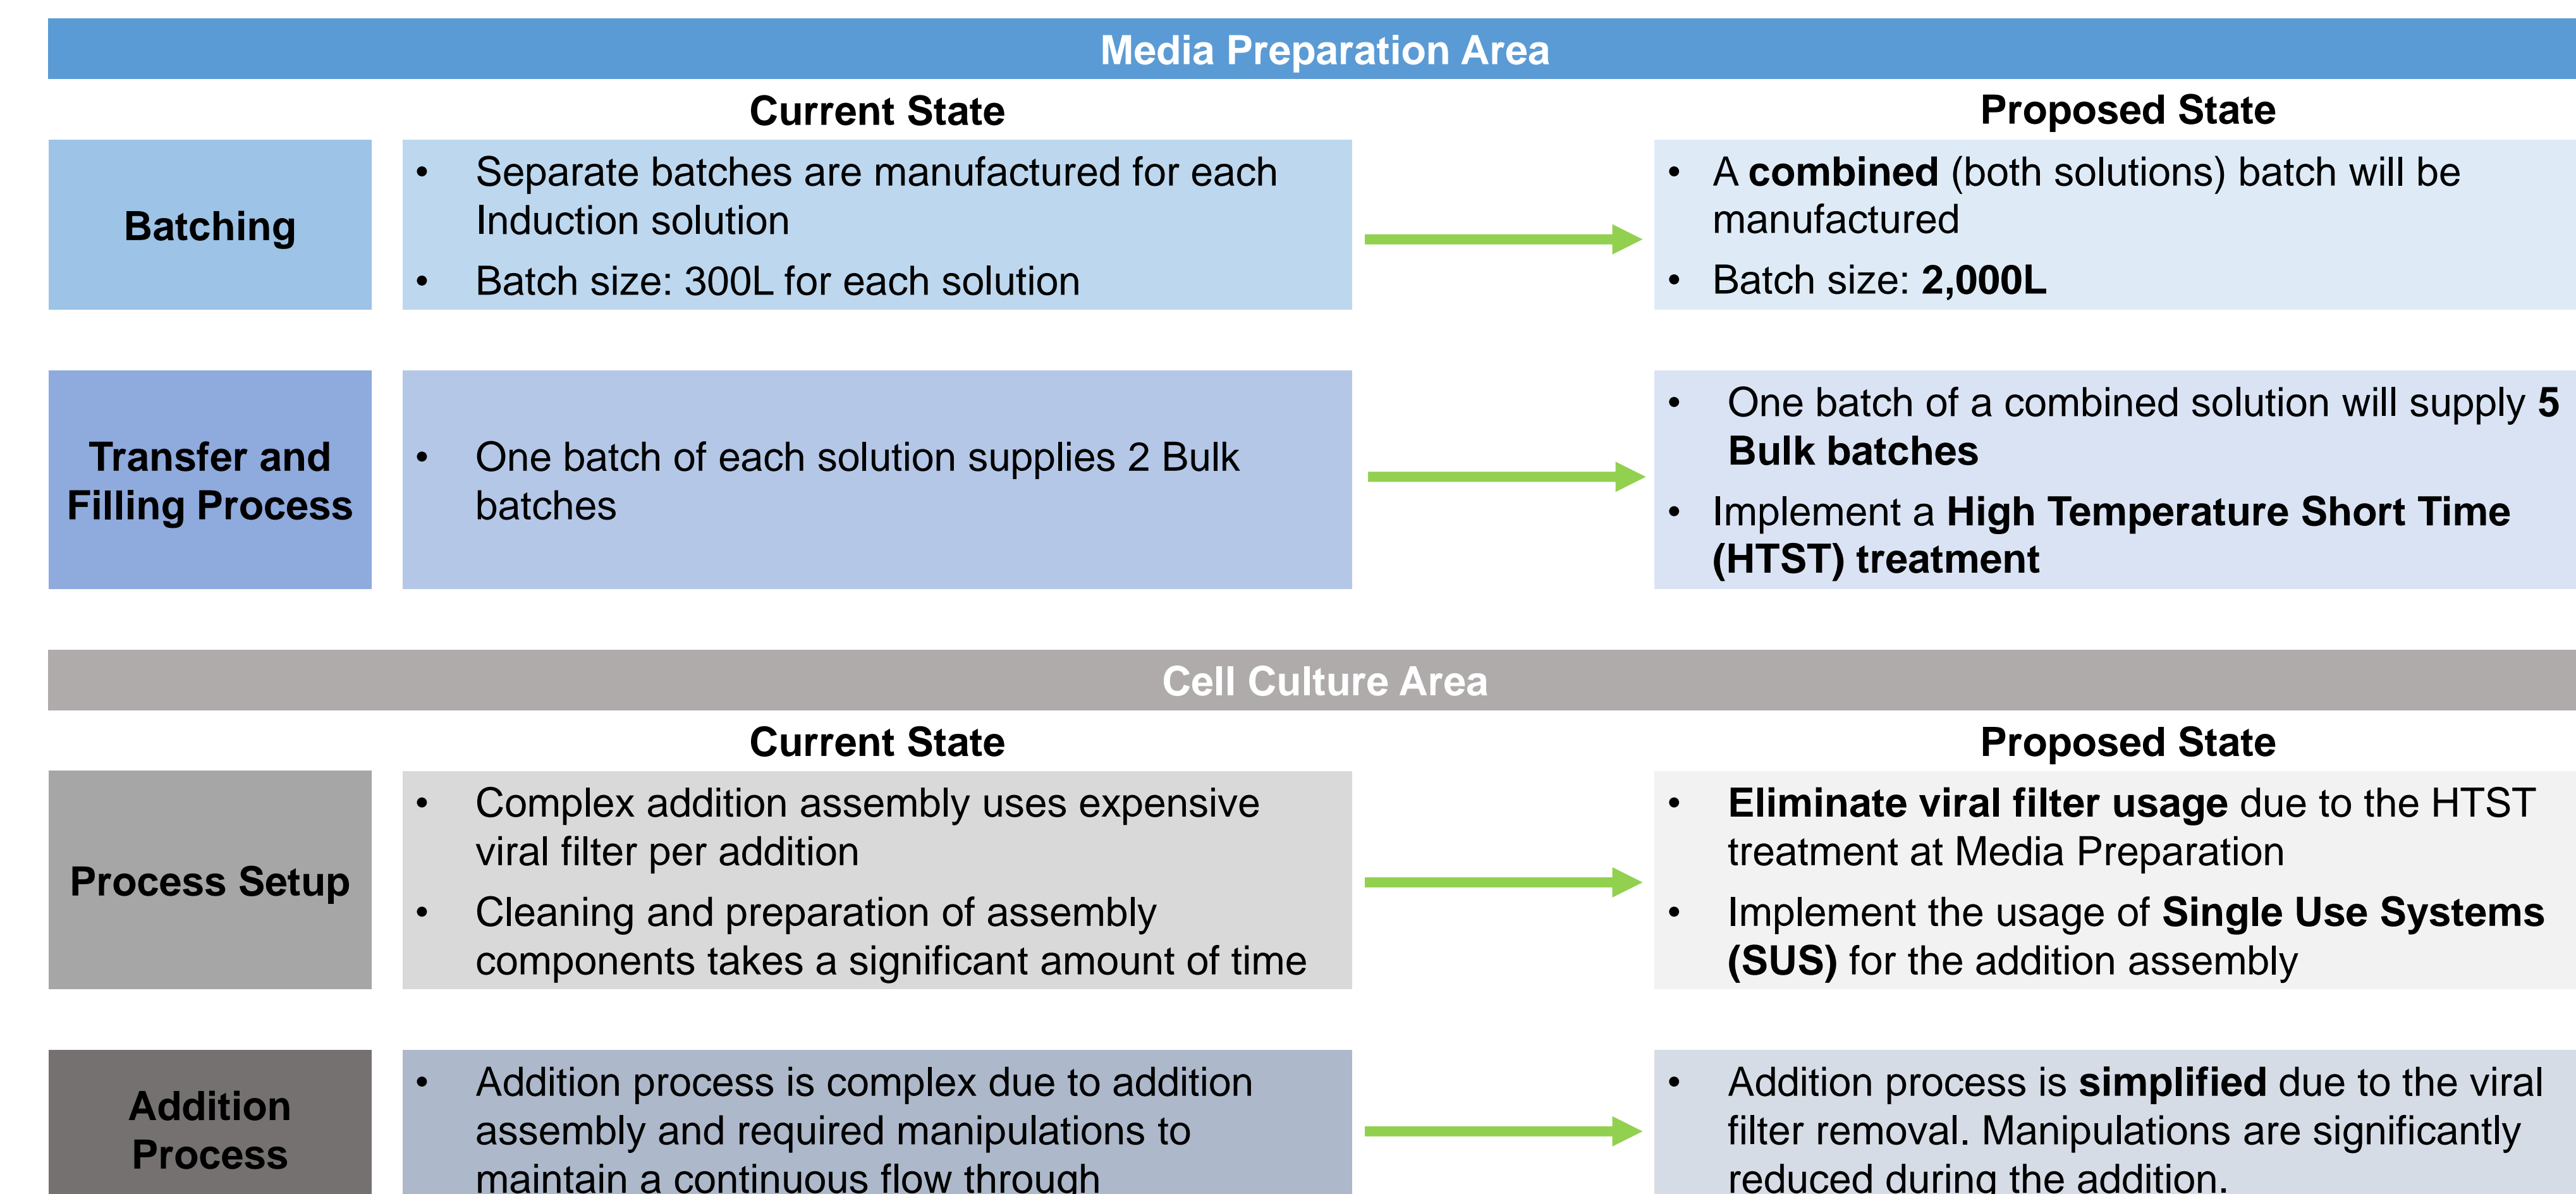 Media Preparation Area
Current State
Proposed State
Batching
• Separate batches are manufactured for each
Induction solution
• Batch size: 300L for each solution
• A combined (both solutions) batch will be
manufactured
• Batch size: 2,000L
Transfer and
Filling Process
• One batch of each solution supplies 2 Bulk
batches
• One batch of a combined solution will supply 5
Bulk batches
• Implement a High Temperature Short Time
(HTST) treatment
Cell Culture Area
Current State
Proposed State
Process Setup
• Complex addition assembly uses expensive
viral filter per addition
• Cleaning and preparation of assembly
components takes a significant amount of time
• Eliminate viral filter usage due to the HTST
treatment at Media Preparation
• Implement the usage of Single Use Systems
(SUS) for the addition assembly
Addition
Process
• Addition process is complex due to addition
assembly and required manipulations to
maintain a continuous flow through
• Addition process is simplified due to the viral
filter removal. Manipulations are significantly
reduced during the addition.